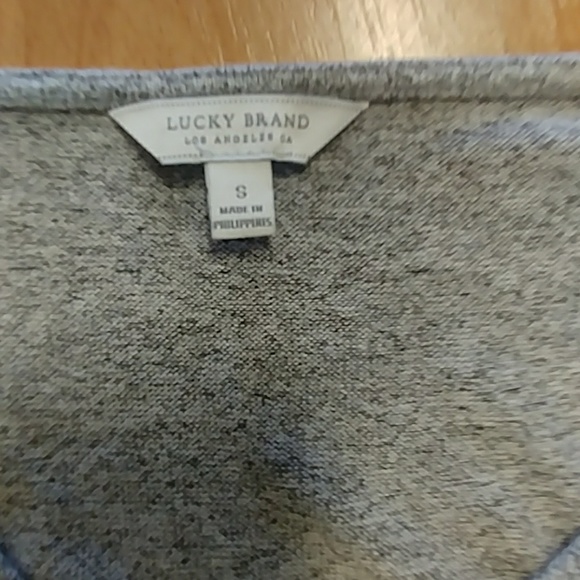 LUCKY BRAND
LOS ANGELES CA
S
MADE IN
PHILIPPINES